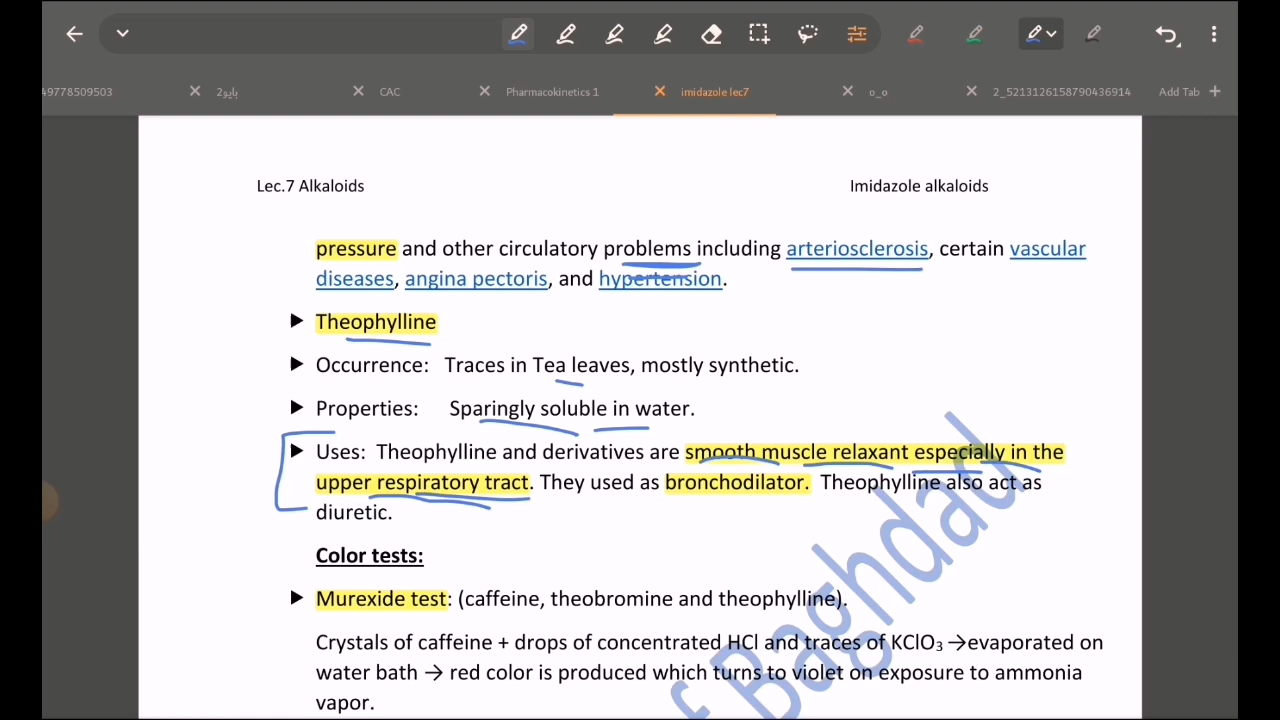 49778509503 بايو2 CAC Pharmacokinetics 1 imidazole lec7 o_o 2_5213126158790436914 Add Tab
Lec.7 Alkaloids Imidazole alkaloids
pressure and other circulatory problems including arteriosclerosis, certain vascular
diseases, angina pectoris, and hypertension.
Theophylline
Occurrence: Traces in Tea leaves, mostly synthetic.
Properties: Sparingly soluble in water.
Uses: Theophylline and derivatives are smooth muscle relaxant especially in the
upper respiratory tract. They used as bronchodilator. Theophylline also act as
diuretic.
Color tests:
Murexide test: (caffeine, theobromine and theophylline).
Crystals of caffeine + drops of concentrated HCl and traces of KClO₃ →evaporated on
water bath → red color is produced which turns to violet on exposure to ammonia
vapor.
f Baghdad